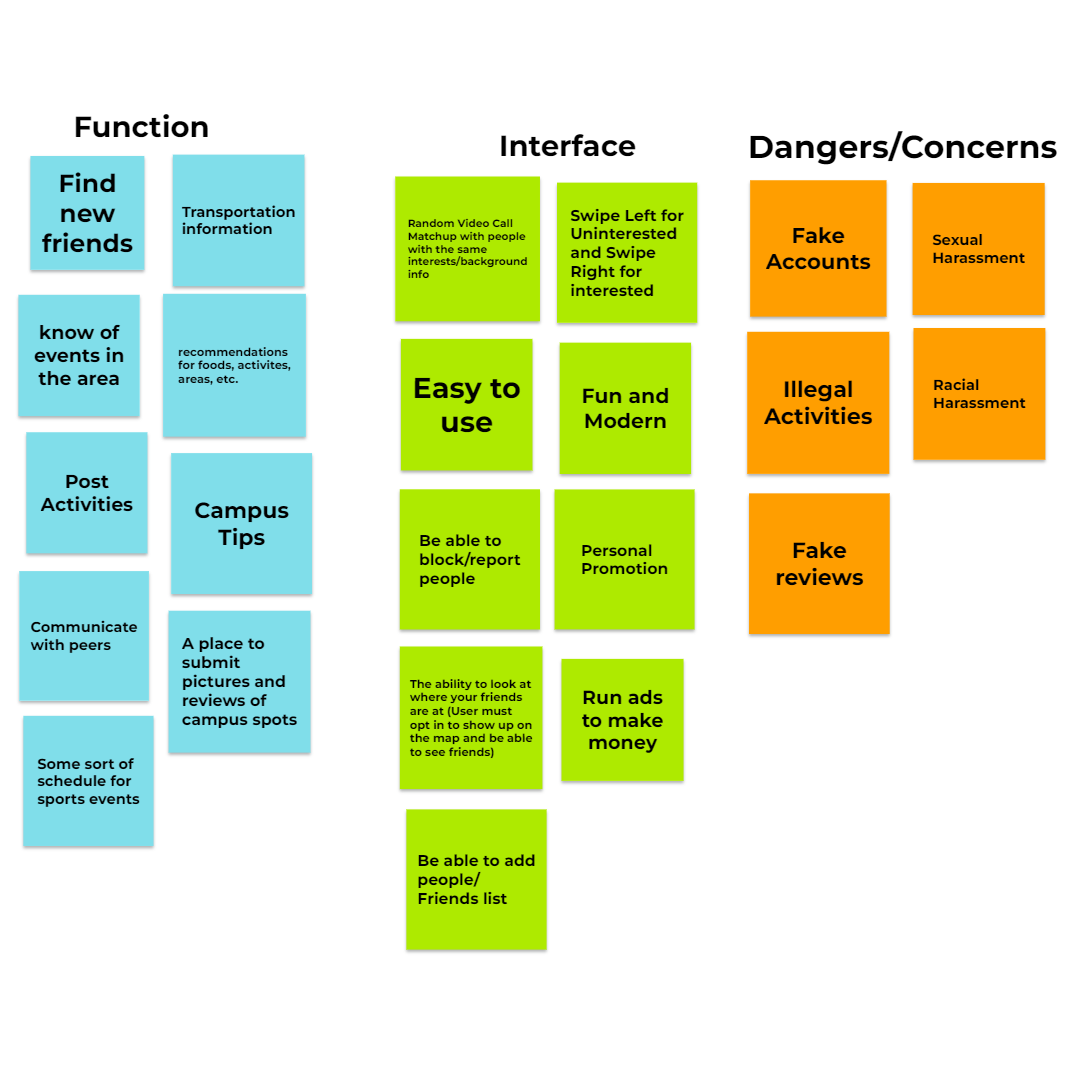 Function
Find
new
friends
Transportation
information
know of
events in
the area
recommendations
for foods, activites,
areas, etc.
Post
Activities
Campus
Tips
Communicate
with peers
A place to
submit
pictures and
reviews of
campus spots
Some sort of
schedule for
sports events
Interface
Random Video Call
Matchup with people
with the same
interests/background
info
Swipe Left for
Uninterested
and Swipe
Right for
interested
Easy to
use
Fun and
Modern
Be able to
block/report
people
Personal
Promotion
The ability to look at
where your friends
are at (User must
opt in to show up on
the map and be able
to see friends)
Run ads
to make
money
Be able to add
people/
Friends list
Dangers/Concerns
Fake
Accounts
Sexual
Harassment
Illegal
Activities
Racial
Harassment
Fake
reviews